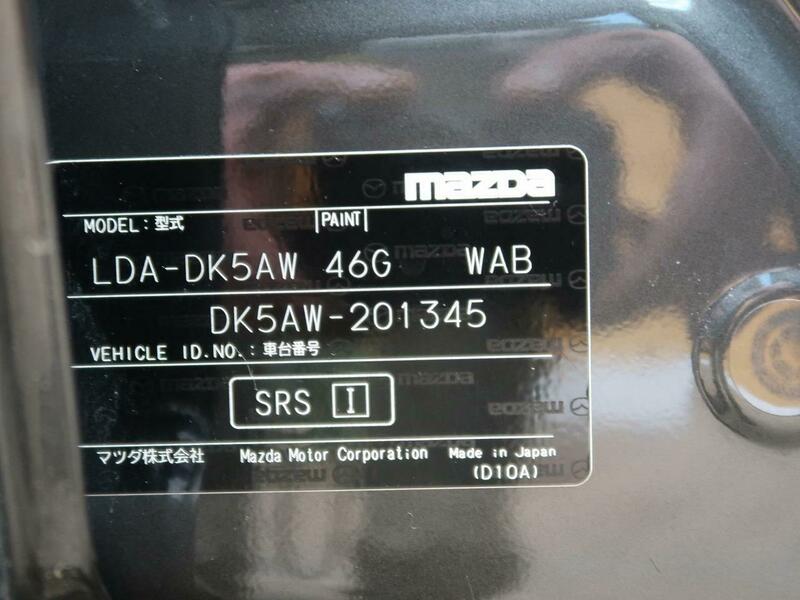 mazda
MODEL：型式 PAINT
LDA-DK5AW 46G WAB
DK5AW-201345
VEHICLE ID.NO.：車台番号
SRS I
マツダ株式会社 Mazda Motor Corporation Made in Japan
(D10A)